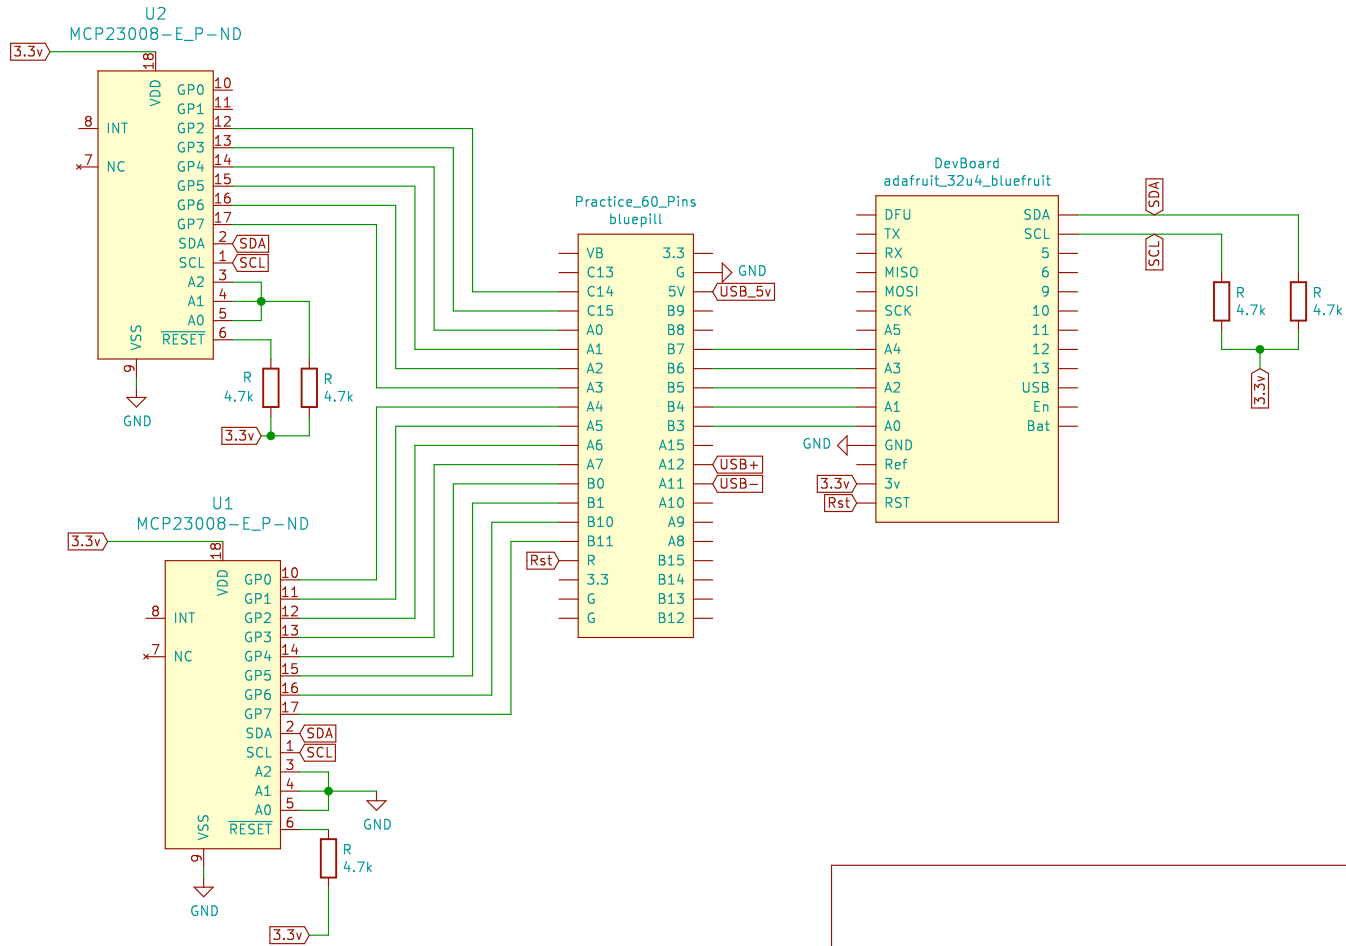 U2
MCP23008-E_P-ND
3.3v
18
VDD
GP0 10
GP1 11
8 INT GP2 12
GP3 13
7 NC GP4 14
GP5 15
GP6 16
GP7 17
SDA 2 SDA
SCL 1 SCL
A2 3
A1 4
A0 5
RESET 6
VSS
9
GND
R
4.7k
R
4.7k
3.3v
U1
MCP23008-E_P-ND
3.3v
18
VDD
GP0 10
GP1 11
8 INT GP2 12
GP3 13
7 NC GP4 14
GP5 15
GP6 16
GP7 17
SDA 2 SDA
SCL 1 SCL
A2 3
A1 4
A0 5
RESET 6
VSS
9
GND
GND
R
4.7k
3.3v
Practice_60_Pins
bluepill
VB 3.3
C13 G GND
C14 5V USB_5v
C15 B9
A0 B8
A1 B7
A2 B6
A3 B5
A4 B4
A5 B3
A6 A15
A7 A12 USB+
B0 A11 USB-
B1 A10
B10 A9
B11 A8
Rst R B15
3.3 B14
G B13
G B12
DevBoard
adafruit_32u4_bluefruit
DFU SDA
TX SCL
RX 5
MISO 6
MOSI 9
SCK 10
A5 11
A4 12
A3 13
A2 USB
A1 En
A0 Bat
GND GND
Ref
3.3v 3v
Rst RST
SDA
SCL
R
4.7k
R
4.7k
3.3v